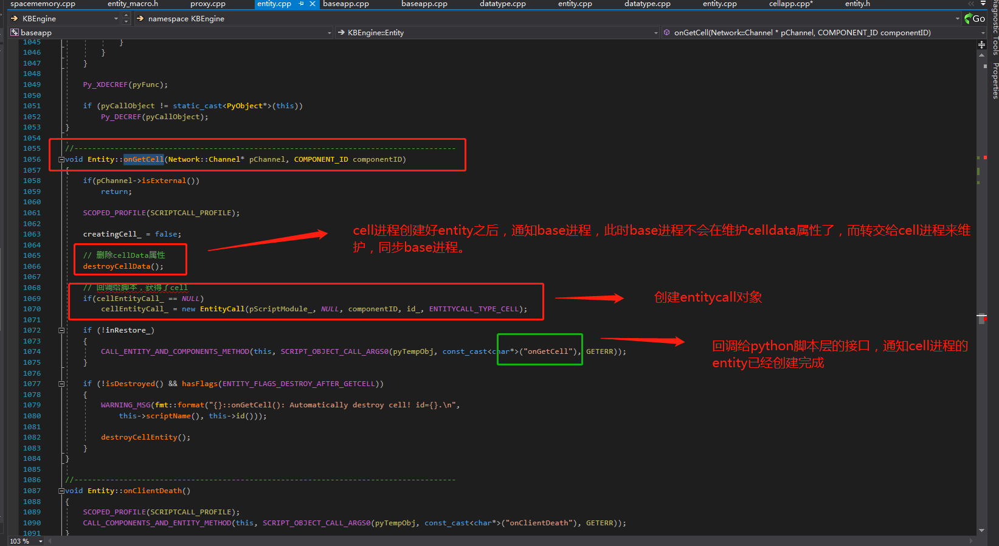 spacememory.cpp entity_macro.h proxy.cpp entity.cpp baseapp.cpp baseapp.cpp datatype.cpp entity.cpp datatype.cpp entity.cpp cellapp.cpp* entity.h
KBEngine namespace KBEngine Go
baseapp KBEngine::Entity onGetCell(Network::Channel * pChannel, COMPONENT_ID componentID)
Diagnostic Tools
Properties
1045 }
1046 }
1047 }
1048
1049 Py_XDECREF(pyFunc);
1050
1051 if (pyCallObject != static_cast<PyObject*>(this))
1052 Py_DECREF(pyCallObject);
1053 }
1054
1055 //-------------------------------------------------------------------------------------
1056 void Entity::onGetCell(Network::Channel* pChannel, COMPONENT_ID componentID)
1057 {
1058 if(pChannel->isExternal())
1059 return;
1060
1061 SCOPED_PROFILE(SCRIPTCALL_PROFILE);
1062
1063 creatingCell_ = false;
1064
1065 // 删除cellData属性
1066 destroyCellData();
1067
cell进程创建好entity之后，通知base进程，此时base进程不会在维护celldata属性了，而转交给cell进程来维
护，同步base进程。
1068 // 回调给脚本，获得了cell
1069 if(cellEntityCall_ == NULL)
1070 cellEntityCall_ = new EntityCall(pScriptModule_, NULL, componentID, id_, ENTITYCALL_TYPE_CELL);
创建entitycall对象
1071
1072 if (!inRestore_)
1073 {
1074 CALL_ENTITY_AND_COMPONENTS_METHOD(this, SCRIPT_OBJECT_CALL_ARGS0(pyTempObj, const_cast<char*>("onGetCell"), GETERR));
1075 }
回调给python脚本层的接口，通知cell进程的
entity已经创建完成
1076
1077 if (!isDestroyed() && hasFlags(ENTITY_FLAGS_DESTROY_AFTER_GETCELL))
1078 {
1079 WARNING_MSG(fmt::format("{}::onGetCell(): Automatically destroy cell! id={}.\n",
1080 this->scriptName(), this->id()));
1081
1082 destroyCellEntity();
1083 }
1084 }
1085
1086 //-------------------------------------------------------------------------------------
1087 void Entity::onClientDeath()
1088 {
1089 SCOPED_PROFILE(SCRIPTCALL_PROFILE);
1090 CALL_COMPONENTS_AND_ENTITY_METHOD(this, SCRIPT_OBJECT_CALL_ARGS0(pyTempObj, const_cast<char*>("onClientDeath"), GETERR));
1091 }
103 %